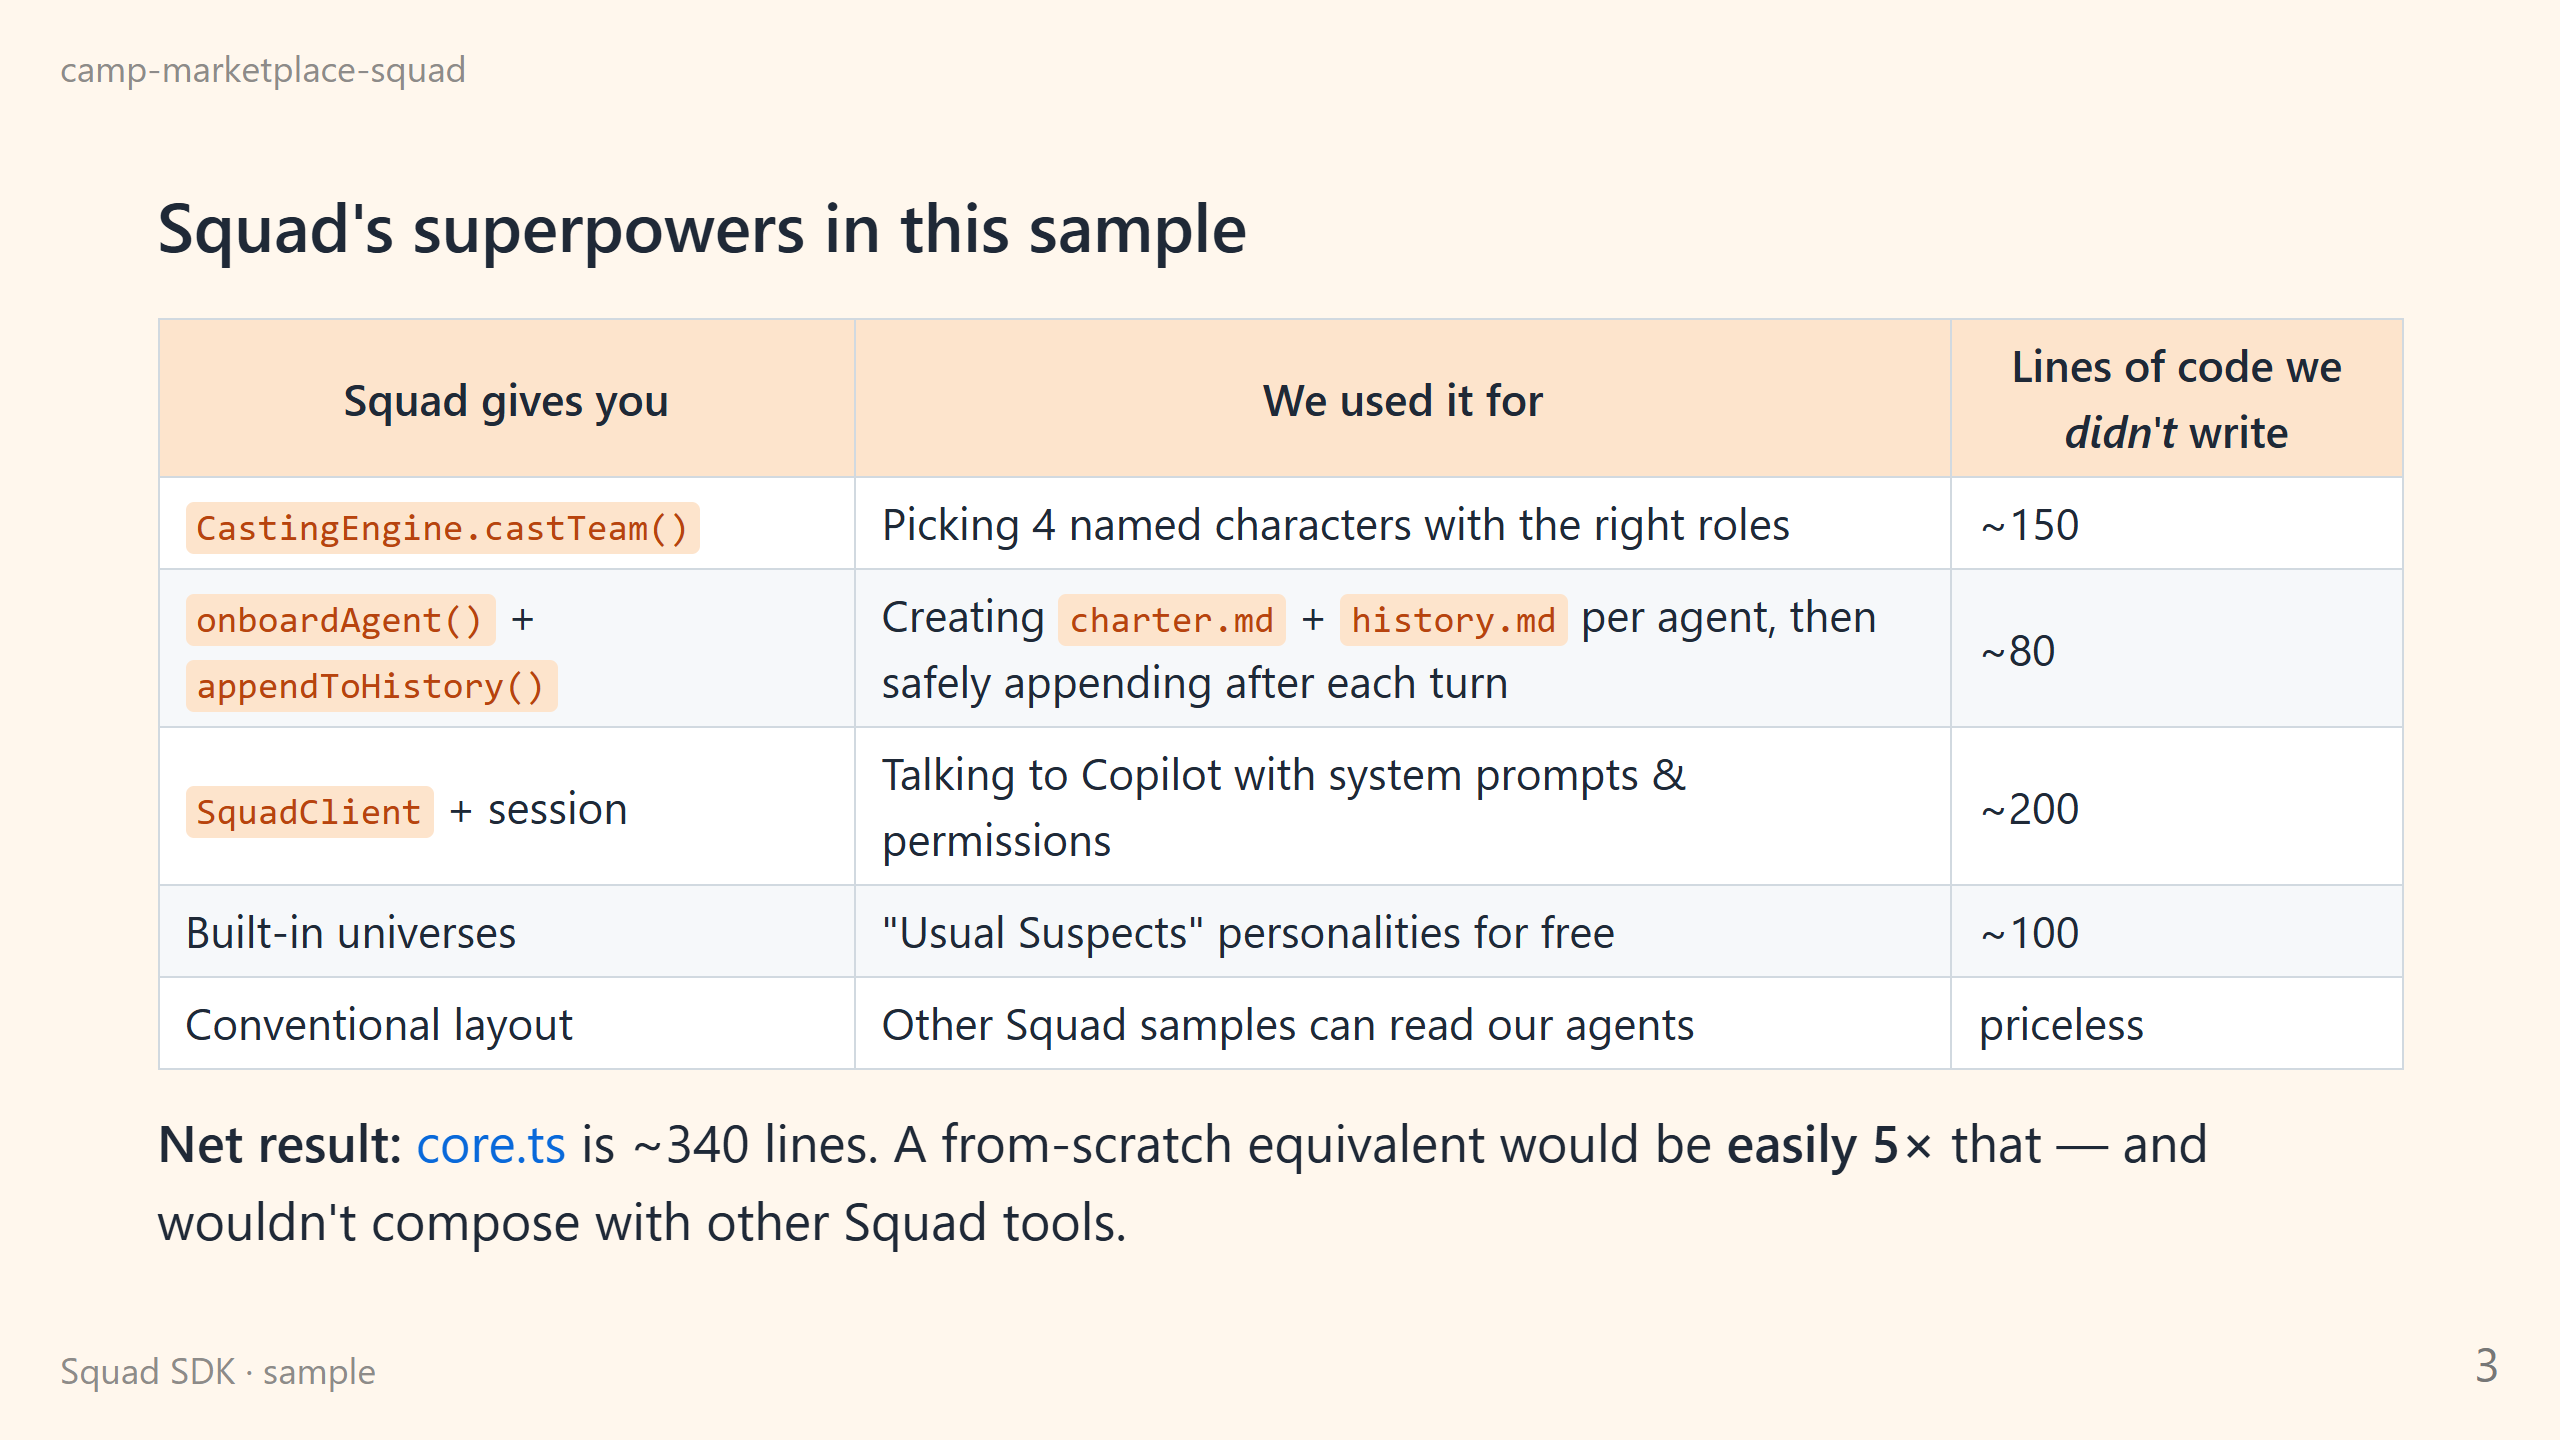 camp-marketplace-squad
Squad's superpowers in this sample
Squad gives you
We used it for
Lines of code we
didn't write
CastingEngine.castTeam()
Picking 4 named characters with the right roles
~150
onboardAgent() +
appendToHistory()
Creating charter.md + history.md per agent, then
safely appending after each turn
~80
SquadClient + session
Talking to Copilot with system prompts &
permissions
~200
Built-in universes
"Usual Suspects" personalities for free
~100
Conventional layout
Other Squad samples can read our agents
priceless
Net result: core.ts is ~340 lines. A from-scratch equivalent would be easily 5× that — and
wouldn't compose with other Squad tools.
Squad SDK · sample
3